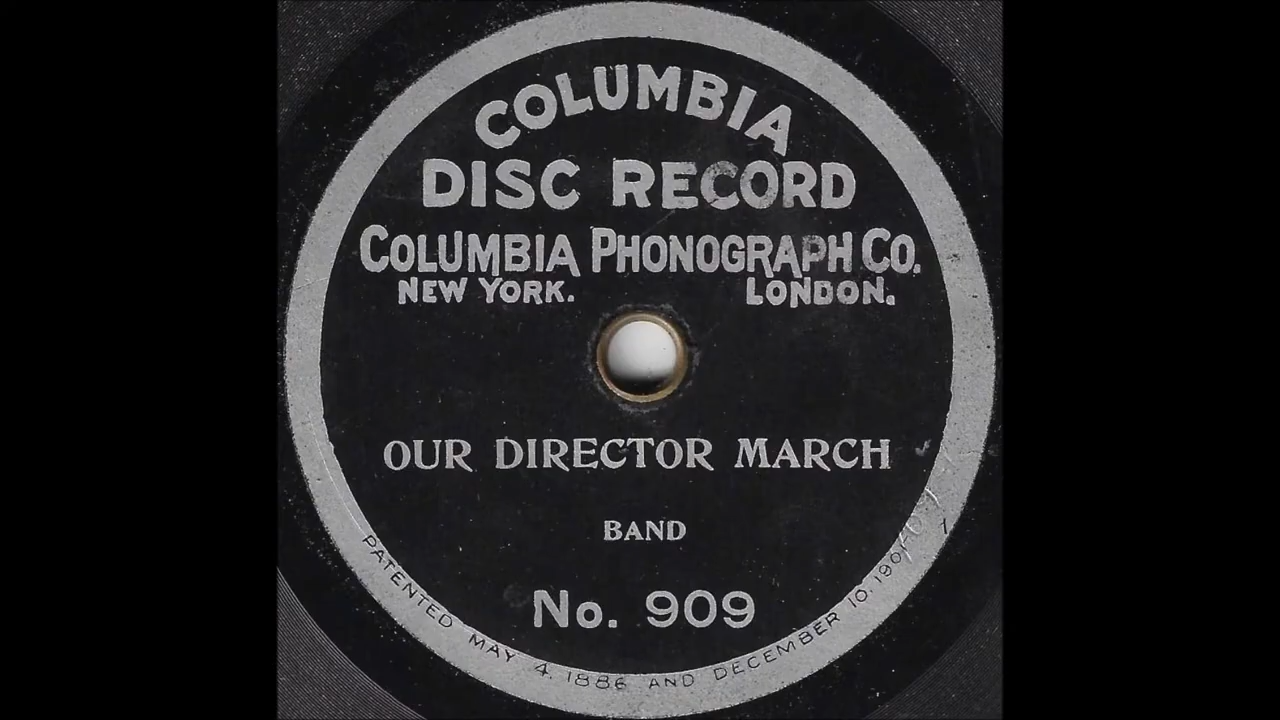 COLUMBIA
DISC RECORD
COLUMBIA PHONOGRAPH CO.
NEW YORK. LONDON.
OUR DIRECTOR MARCH
BAND
No. 909
PATENTED MAY 4, 1886 AND DECEMBER 10, 1901